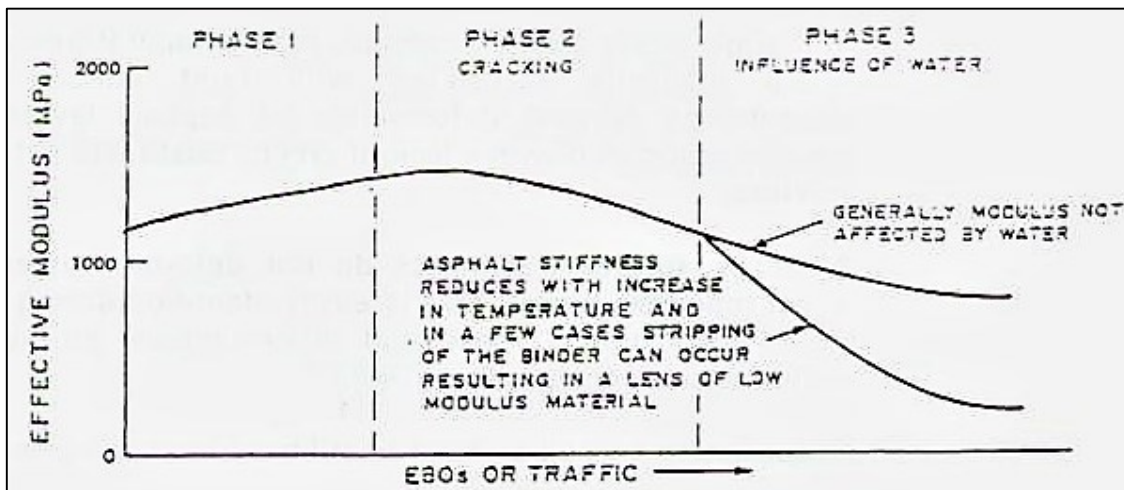 PHASE 1
PHASE 2
CRACKING
PHASE 3
INFLUENCE OF WATER
2000
1000
0
EFFECTIVE MODULUS (MPa)
GENERALLY MODULUS NOT
AFFECTED BY WATER
ASPHALT STIFFNESS
REDUCES WITH INCREASE
IN TEMPERATURE AND
IN A FEW CASES STRIPPING
OF THE BINDER CAN OCCUR
RESULTING IN A LENS OF LOW
MODULUS MATERIAL
E80s OR TRAFFIC